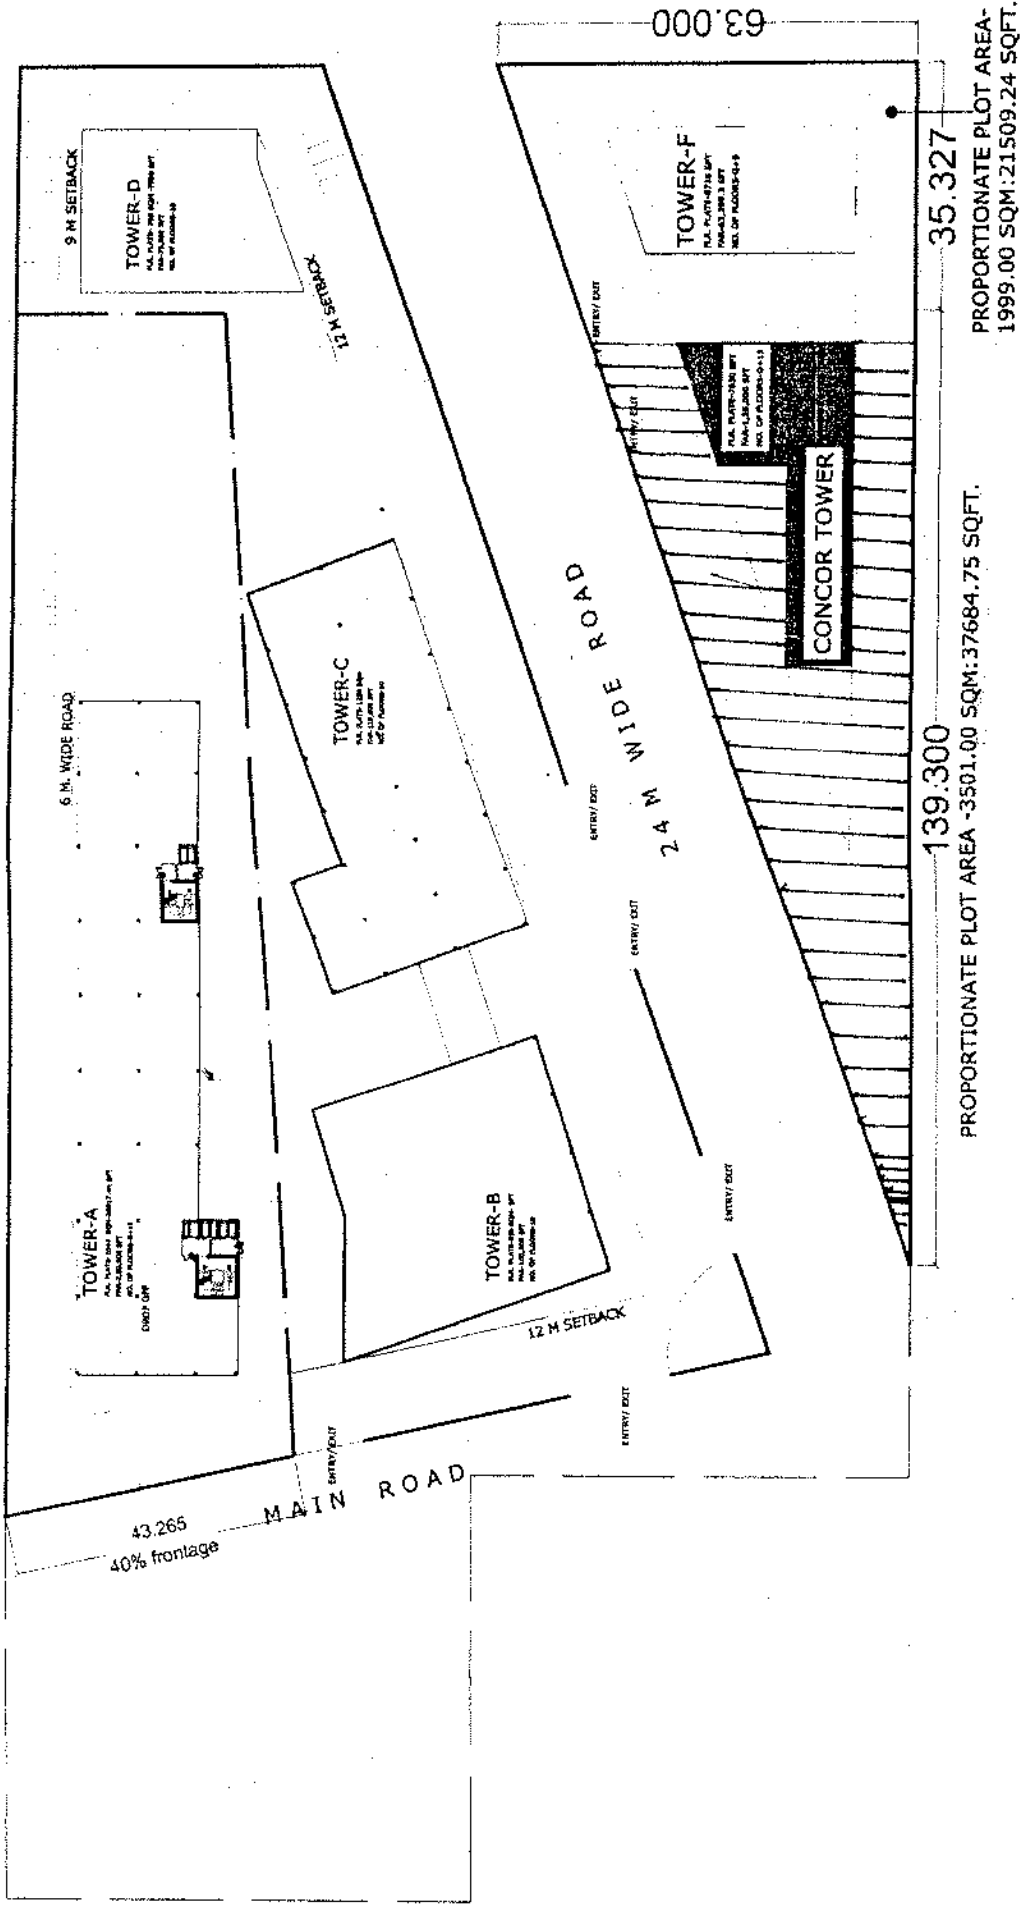 63.000
PROPORTIONATE PLOT AREA-
1999.00 SQM:21509.24 SQFT.
35.327
9 M SETBACK
TOWER-D
12 M SETBACK
TOWER-F
ENTRY/ EXIT
ENTRY/ EXIT
CONCOR TOWER
139.300
PROPORTIONATE PLOT AREA -3501.00 SQM:37684.75 SQFT.
6 M. WIDE ROAD
TOWER-C
24 M WIDE ROAD
ENTRY/ EXIT
ENTRY/ EXIT
TOWER-A
DROP OFF
TOWER-B
ENTRY/ EXIT
12 M SETBACK
ENTRY/ EXIT
ENTRY/ EXIT
MAIN ROAD
43.265
40% frontage